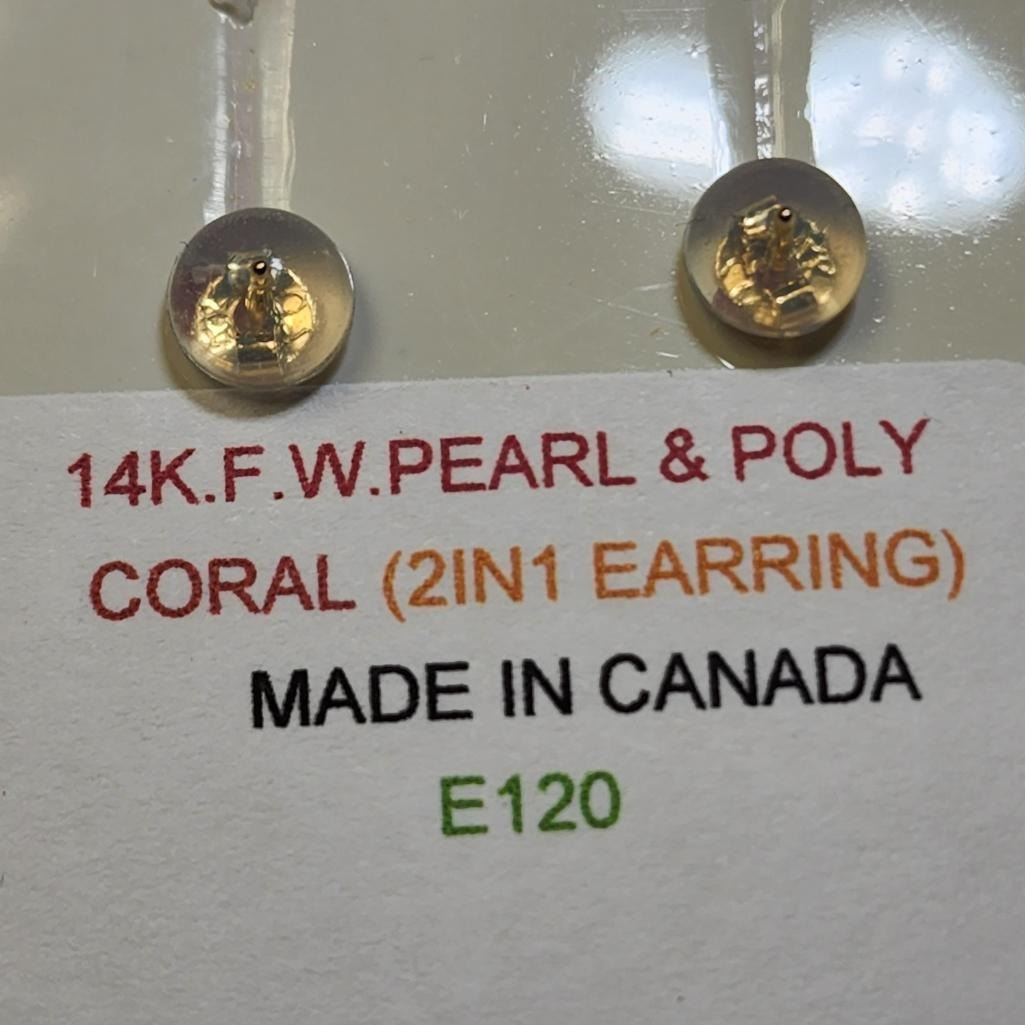 14K.F.W.PEARL & POLY
CORAL (2IN1 EARRING)
MADE IN CANADA
E120